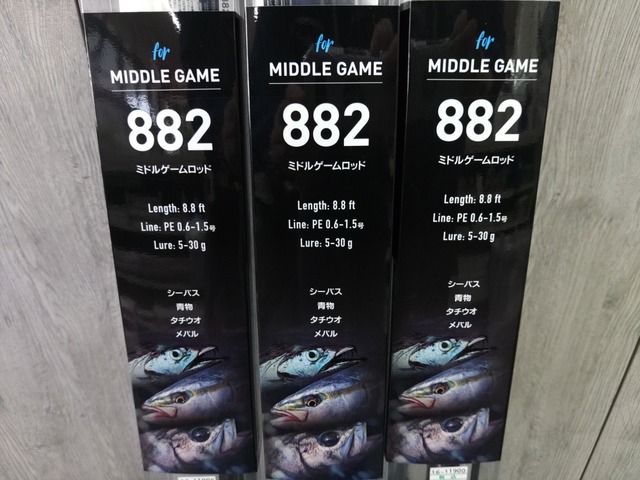 for
MIDDLE GAME
882
ミドルゲームロッド
Length: 8.8 ft
Line: PE 0.6-1.5号
Lure: 5-30 g
シーバス
青物
タチウオ
メバル
for
MIDDLE GAME
882
ミドルゲームロッド
Length: 8.8 ft
Line: PE 0.6-1.5号
Lure: 5-30 g
シーバス
青物
タチウオ
メバル
for
MIDDLE GAME
882
ミドルゲームロッド
Length: 8.8 ft
Line: PE 0.6-1.5号
Lure: 5-30 g
シーバス
青物
タチウオ
メバル
16-11900